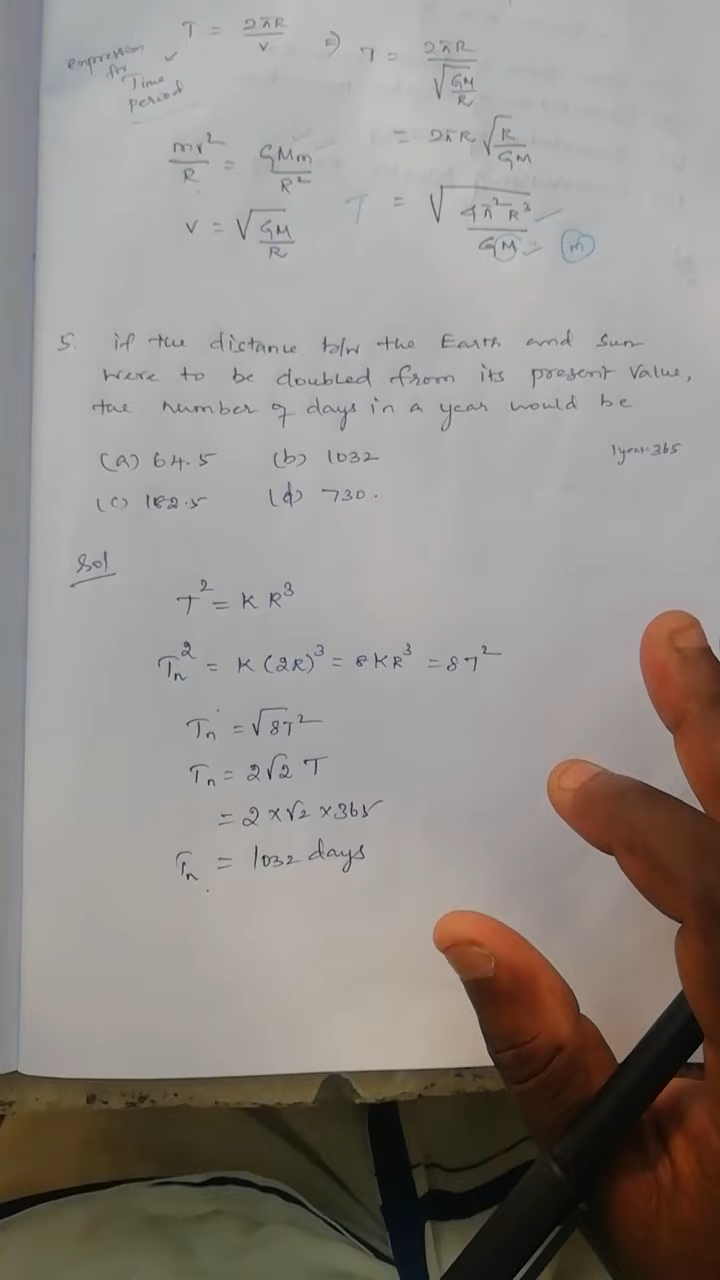 T = 2πR/V ⇒ T = 2πR/√(GM/R)
expression for Time period ✓
mv²/R = GMm/R²
= 2πR √(R/GM)
V = √(GM/R)
T = √(4π²R³/GM) m
5. if the distance b/w the Earth and Sun
were to be doubled from its present value,
the number of days in a year would be
(a) 64.5 (b) 1032
1year=365
(c) 182.5 (d) 730.
Sol
T² = KR³
Tn² = K(2R)³ = 8KR³ = 8T²
Tn = √8T²
Tn = 2√2 T
= 2×√2×365
Tn = 1032 days